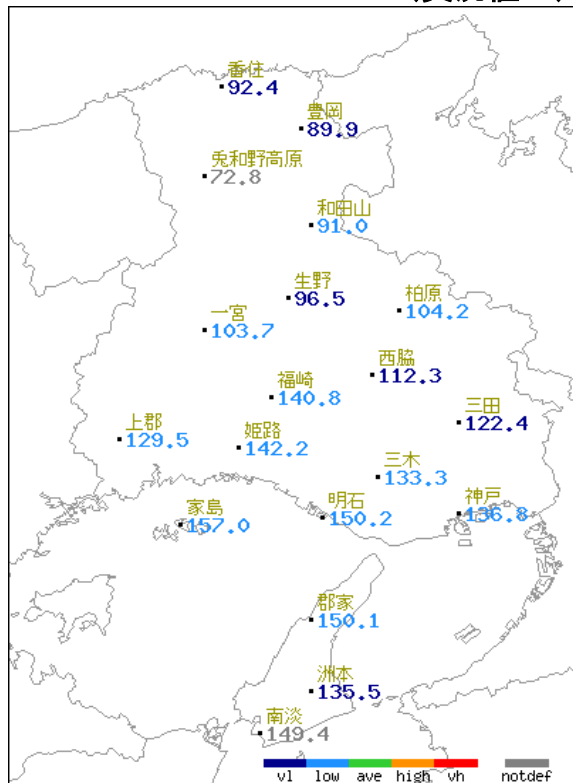 香住
92.4
豊岡
89.9
兎和野高原
72.8
和田山
91.0
生野
96.5
柏原
104.2
一宮
103.7
西脇
112.3
福崎
140.8
三田
122.4
上郡
129.5
姫路
142.2
三木
133.3
家島
157.0
明石
150.2
神戸
136.8
郡家
150.1
洲本
135.5
南淡
149.4
vl low ave high vh notdef